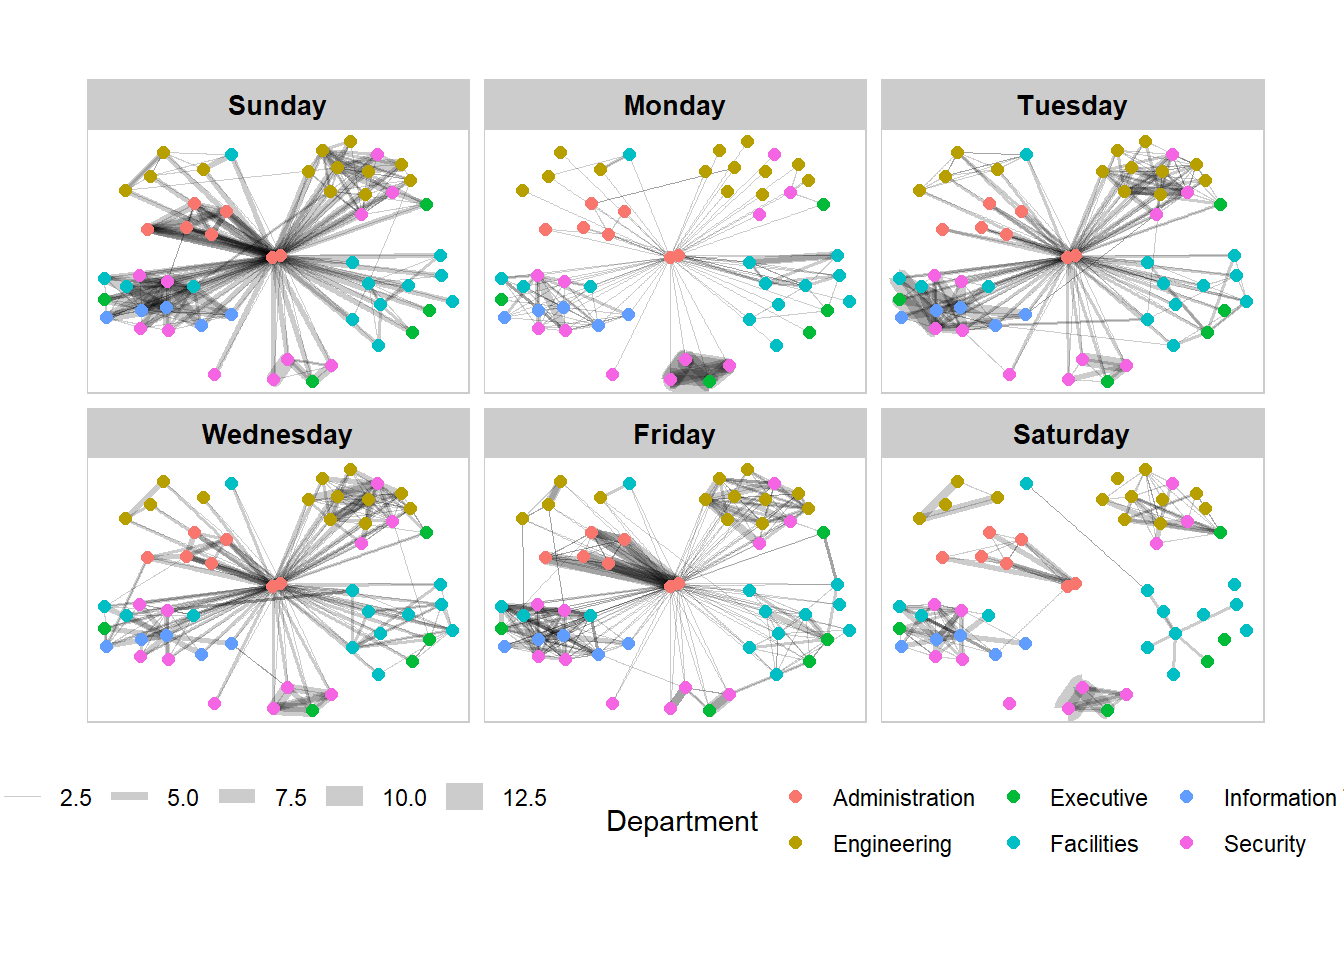 Sunday
Monday
Tuesday
Wednesday
Friday
Saturday
2.5 5.0 7.5 10.0 12.5
Department
Administration Executive Information
Engineering Facilities Security